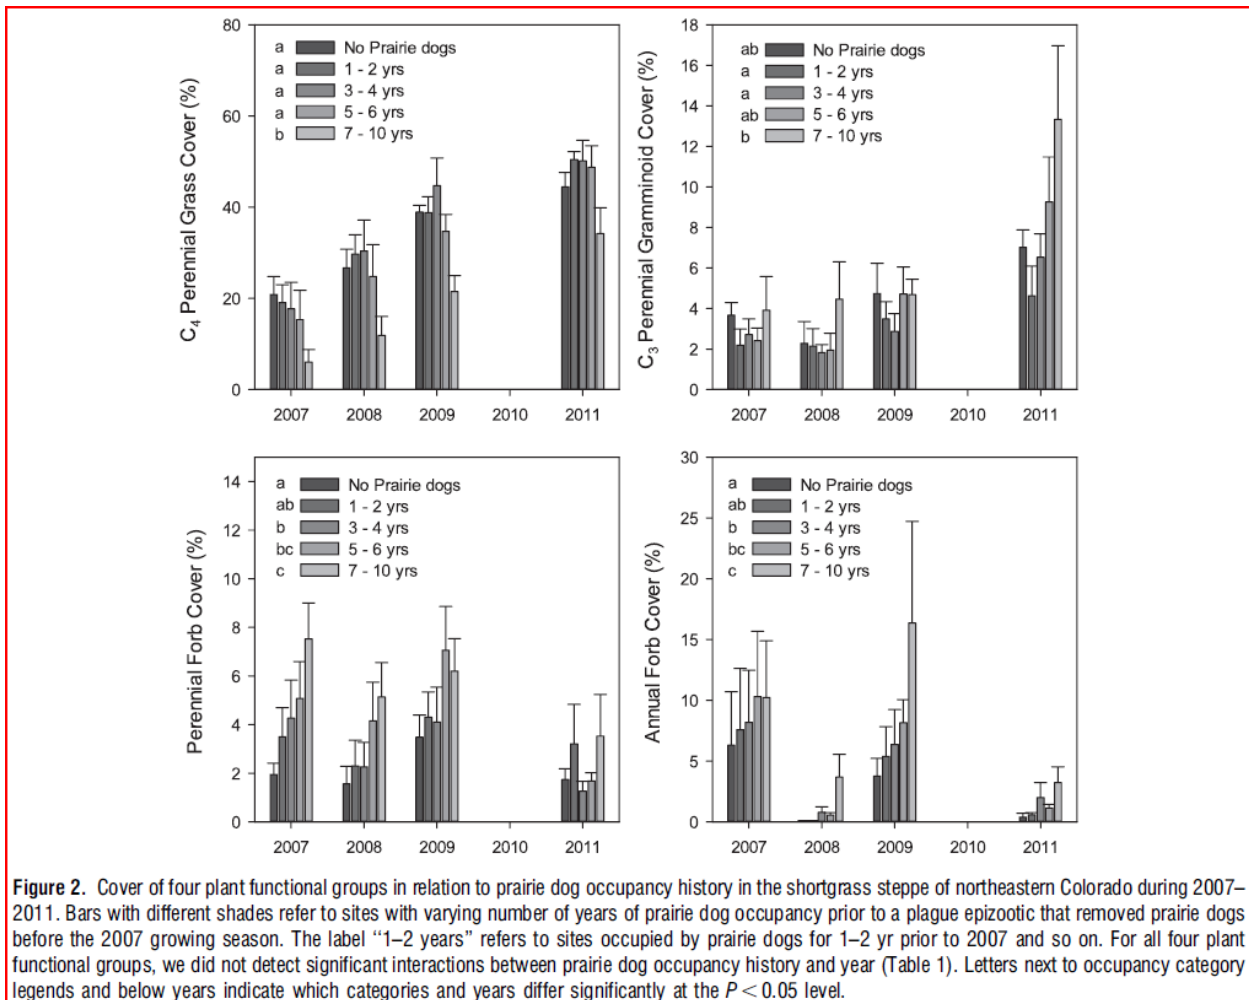 80
60
40
20
0
C4 Perennial Grass Cover (%)
a No Prairie dogs
a 1 - 2 yrs
a 3 - 4 yrs
a 5 - 6 yrs
b 7 - 10 yrs
2007 2008 2009 2010 2011
18
16
14
12
10
8
6
4
2
0
C3 Perennial Gramminoid Cover (%)
ab No Prairie dogs
a 1 - 2 yrs
a 3 - 4 yrs
ab 5 - 6 yrs
b 7 - 10 yrs
2007 2008 2009 2010 2011
14
12
10
8
6
4
2
0
Perennial Forb Cover (%)
a No Prairie dogs
ab 1 - 2 yrs
b 3 - 4 yrs
bc 5 - 6 yrs
c 7 - 10 yrs
2007 2008 2009 2010 2011
30
25
20
15
10
5
0
Annual Forb Cover (%)
a No Prairie dogs
ab 1 - 2 yrs
b 3 - 4 yrs
bc 5 - 6 yrs
c 7 - 10 yrs
2007 2008 2009 2010 2011
Figure 2. Cover of four plant functional groups in relation to prairie dog occupancy history in the shortgrass steppe of northeastern Colorado during 2007–
2011. Bars with different shades refer to sites with varying number of years of prairie dog occupancy prior to a plague epizootic that removed prairie dogs
before the 2007 growing season. The label ‘‘1–2 years’’ refers to sites occupied by prairie dogs for 1–2 yr prior to 2007 and so on. For all four plant
functional groups, we did not detect significant interactions between prairie dog occupancy history and year (Table 1). Letters next to occupancy category
legends and below years indicate which categories and years differ significantly at the P < 0.05 level.